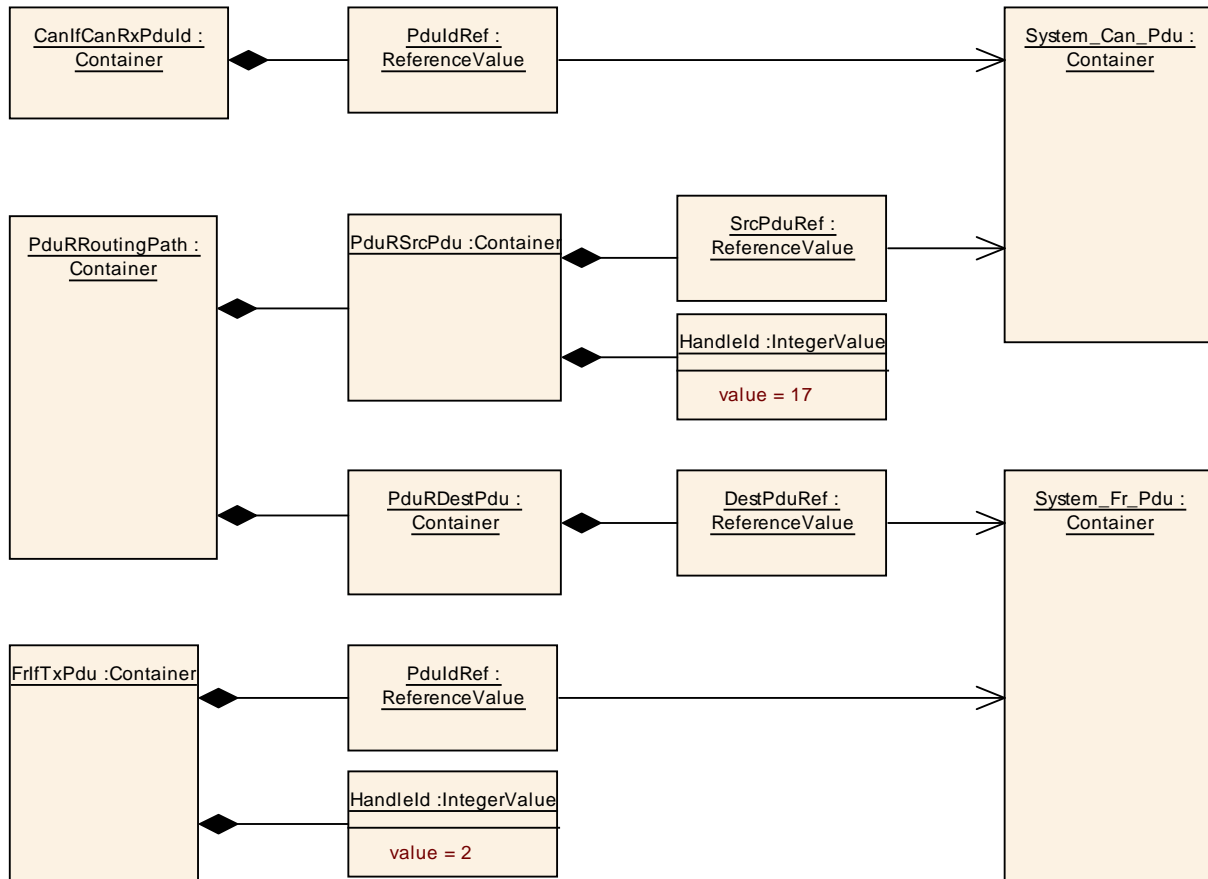 CanIfCanRxPduId :
Container
PduIdRef :
ReferenceValue
System_Can_Pdu :
Container
PduRRoutingPath :
Container
PduRSrcPdu :Container
SrcPduRef :
ReferenceValue
HandleId :IntegerValue
value = 17
PduRDestPdu :
Container
DestPduRef :
ReferenceValue
System_Fr_Pdu :
Container
FrIfTxPdu :Container
PduIdRef :
ReferenceValue
HandleId :IntegerValue
value = 2